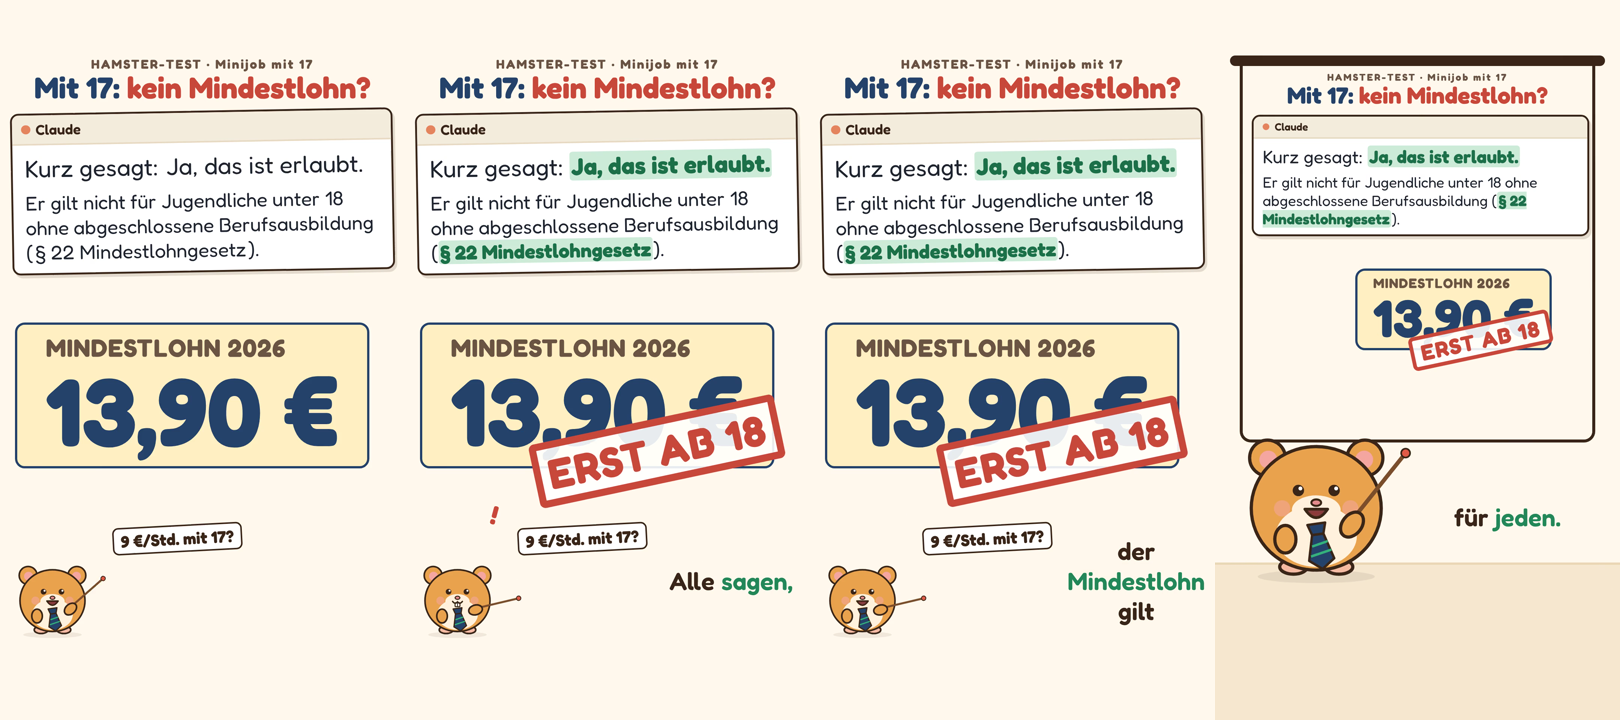 HAMSTER-TEST · Minijob mit 17
Mit 17: kein Mindestlohn?
Claude
Kurz gesagt: Ja, das ist erlaubt.
Er gilt nicht für Jugendliche unter 18
ohne abgeschlossene Berufsausbildung
(§ 22 Mindestlohngesetz).
MINDESTLOHN 2026
13,90 €
9 €/Std. mit 17?
HAMSTER-TEST · Minijob mit 17
Mit 17: kein Mindestlohn?
Claude
Kurz gesagt: Ja, das ist erlaubt.
Er gilt nicht für Jugendliche unter 18
ohne abgeschlossene Berufsausbildung
(§ 22 Mindestlohngesetz).
MINDESTLOHN 2026
13,90 €
ERST AB 18
!
9 €/Std. mit 17?
Alle sagen,
HAMSTER-TEST · Minijob mit 17
Mit 17: kein Mindestlohn?
Claude
Kurz gesagt: Ja, das ist erlaubt.
Er gilt nicht für Jugendliche unter 18
ohne abgeschlossene Berufsausbildung
(§ 22 Mindestlohngesetz).
MINDESTLOHN 2026
13,90 €
ERST AB 18
9 €/Std. mit 17?
der
Mindestlohn
gilt
HAMSTER-TEST · Minijob mit 17
Mit 17: kein Mindestlohn?
Claude
Kurz gesagt: Ja, das ist erlaubt.
Er gilt nicht für Jugendliche unter 18 ohne
abgeschlossene Berufsausbildung (§ 22
Mindestlohngesetz).
MINDESTLOHN 2026
13,90 €
ERST AB 18
für jeden.